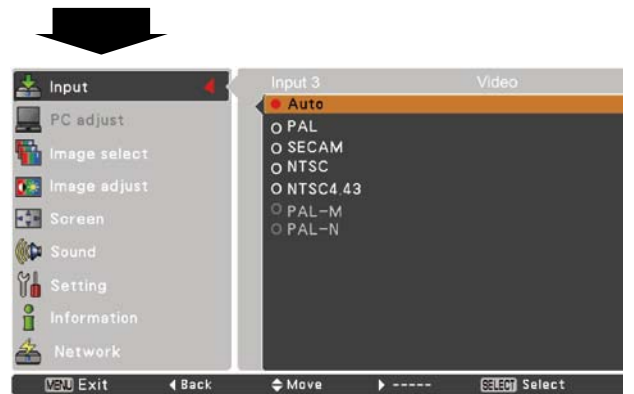 Input
PC adjust
Image select
Image adjust
Screen
Sound
Setting
Information
Network
Input 3 Video
Auto
PAL
SECAM
NTSC
NTSC4.43
PAL-M
PAL-N
MENU Exit Back Move ----- SELECT Select